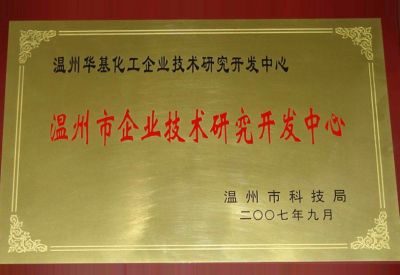 温州华基化工企业技术研究开发中心
温州市企业技术研究开发中心
温州市科技局
二〇〇七年九月